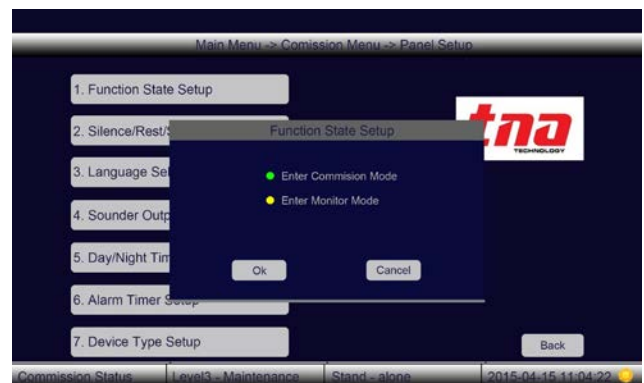 Main Menu -> Comission Menu -> Panel Setup
1. Function State Setup
2. Silence/Rest/S
Function State Setup
tna
TECHNOLOGY
3. Language Sel
Enter Commision Mode
Enter Monitor Mode
4. Sounder Outp
5. Day/Night Tim
Ok
Cancel
6. Alarm Timer Setup
7. Device Type Setup
Back
Commission Status
Level3 - Maintenance
Stand - alone
2015-04-15 11:04:22